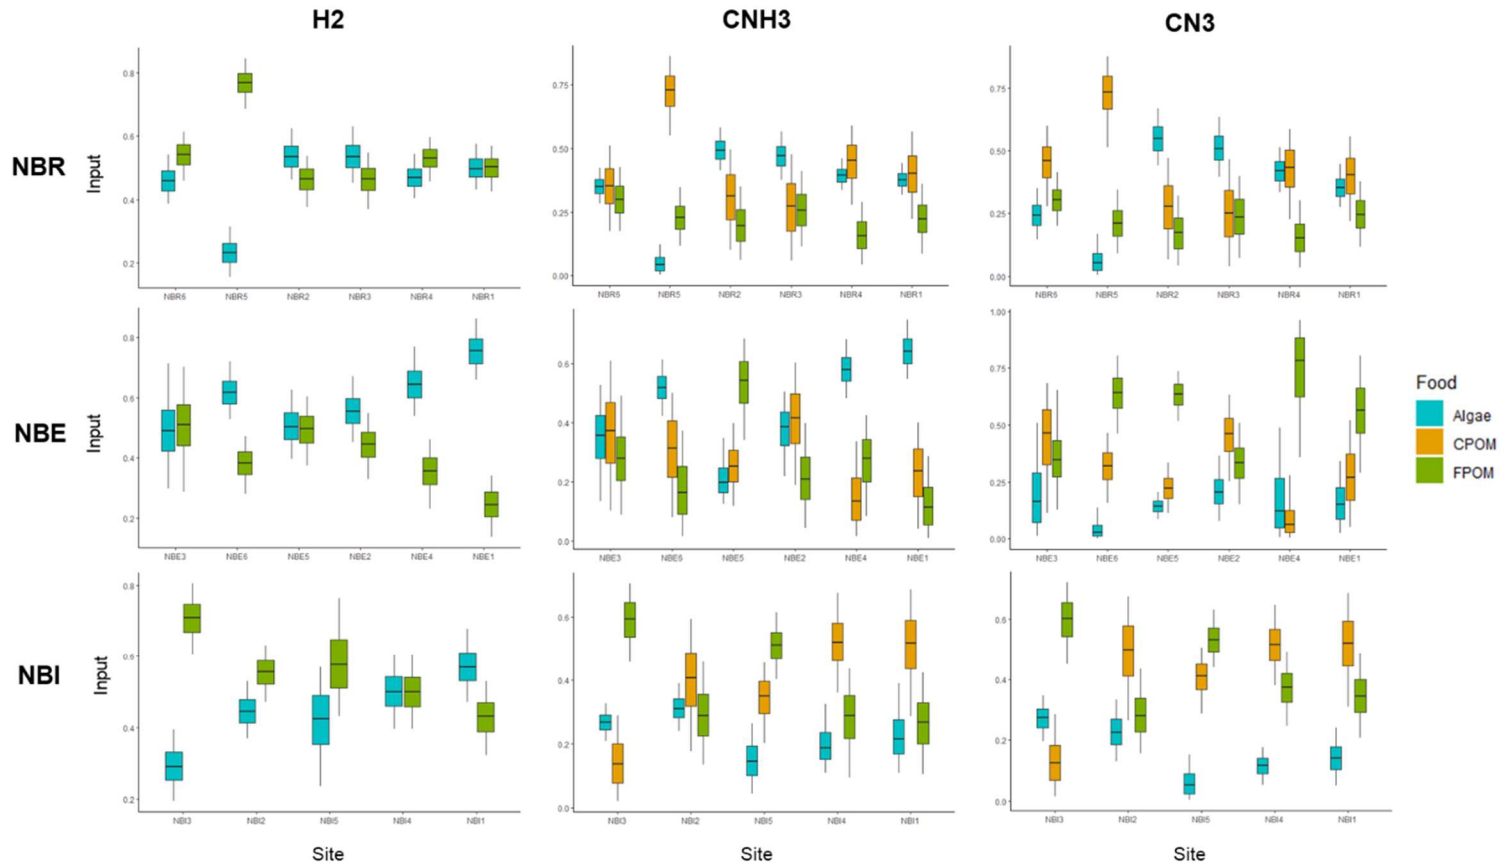 H2 CNH3 CN3
NBR
Input
0.8
0.6
0.4
0.2
NBR6 NBR5 NBR2 NBR3 NBR4 NBR1
0.75
0.50
0.25
0.00
NBR6 NBR5 NBR2 NBR3 NBR4 NBR1
0.75
0.50
0.25
0.00
NBR6 NBR5 NBR2 NBR3 NBR4 NBR1
NBE
Input
0.8
0.6
0.4
0.2
NBE3 NBE6 NBE5 NBE2 NBE4 NBE1
0.6
0.4
0.2
0.0
NBE3 NBE6 NBE5 NBE2 NBE4 NBE1
1.00
0.75
0.50
0.25
0.00
NBE3 NBE6 NBE5 NBE2 NBE4 NBE1
Food
Algae
CPOM
FPOM
NBI
Input
0.8
0.6
0.4
0.2
NBI3 NBI2 NBI5 NBI4 NBI1
Site
0.6
0.4
0.2
0.0
NBI3 NBI2 NBI5 NBI4 NBI1
Site
0.6
0.4
0.2
0.0
NBI3 NBI2 NBI5 NBI4 NBI1
Site